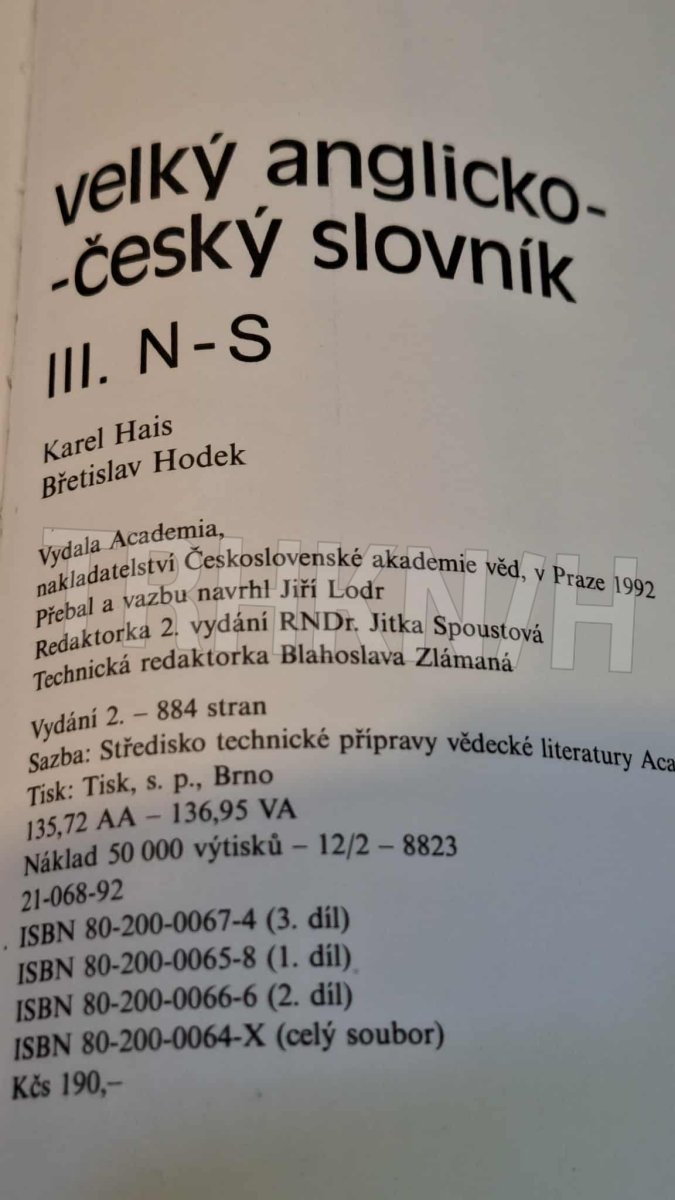 velký anglicko-
-český slovník
III. N-S
Karel Hais
Břetislav Hodek
Vydala Academia,
nakladatelství Československé akademie věd, v Praze 1992
Přebal a vazbu navrhl Jiří Lodr
Redaktorka 2. vydání RNDr. Jitka Spoustová
Technická redaktorka Blahoslava Zlámaná
Vydání 2. – 884 stran
Sazba: Středisko technické přípravy vědecké literatury Aca
Tisk: Tisk, s. p., Brno
135,72 AA – 136,95 VA
Náklad 50 000 výtisků – 12/2 – 8823
21-068-92
ISBN 80-200-0067-4 (3. díl)
ISBN 80-200-0065-8 (1. díl)
ISBN 80-200-0066-6 (2. díl)
ISBN 80-200-0064-X (celý soubor)
Kčs 190,–